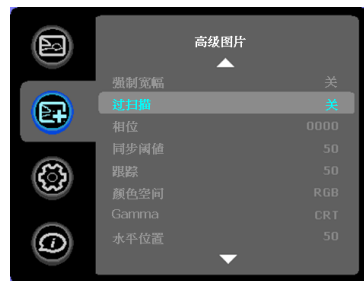 高级图片
强制宽幅 关
过扫描 关
相位 0000
同步阈值 50
跟踪 50
颜色空间 RGB
Gamma CRT
水平位置 50